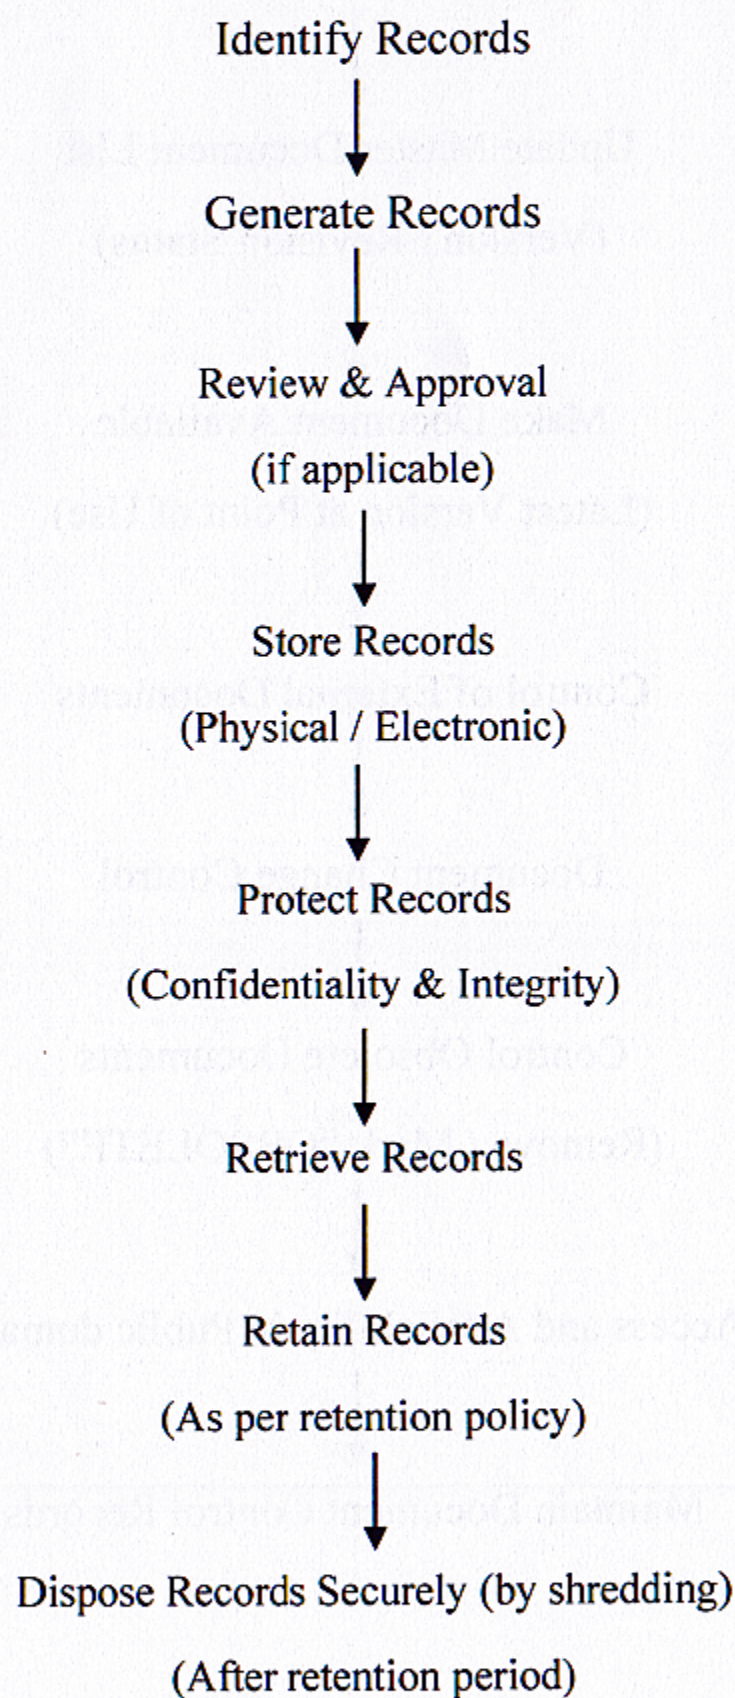 Identify Records
Generate Records
Review & Approval
(if applicable)
Store Records
(Physical / Electronic)
Protect Records
(Confidentiality & Integrity)
Retrieve Records
Retain Records
(As per retention policy)
Dispose Records Securely (by shredding)
(After retention period)